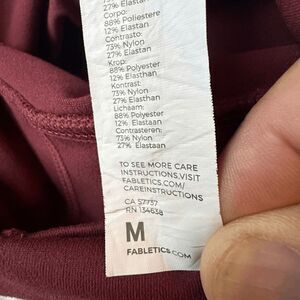 27% Elastan
Corpo:
88% Poliestere
12% Elastan
Contrasto:
73% Nylon
27% Elastan
Krop:
88% Polyester
12% Elasthan
Kontrast:
73% Nylon
27% Elasthan
Lichaam:
88% Polyester
12% Elastaan
Contrasteren:
73% Nylon
27% Elastaan
TO SEE MORE CARE
INSTRUCTIONS,VISIT
FABLETICS.COM/
CAREINSTRUCTIONS
CA 57737
RN 134638
M
FABLETICS.COM